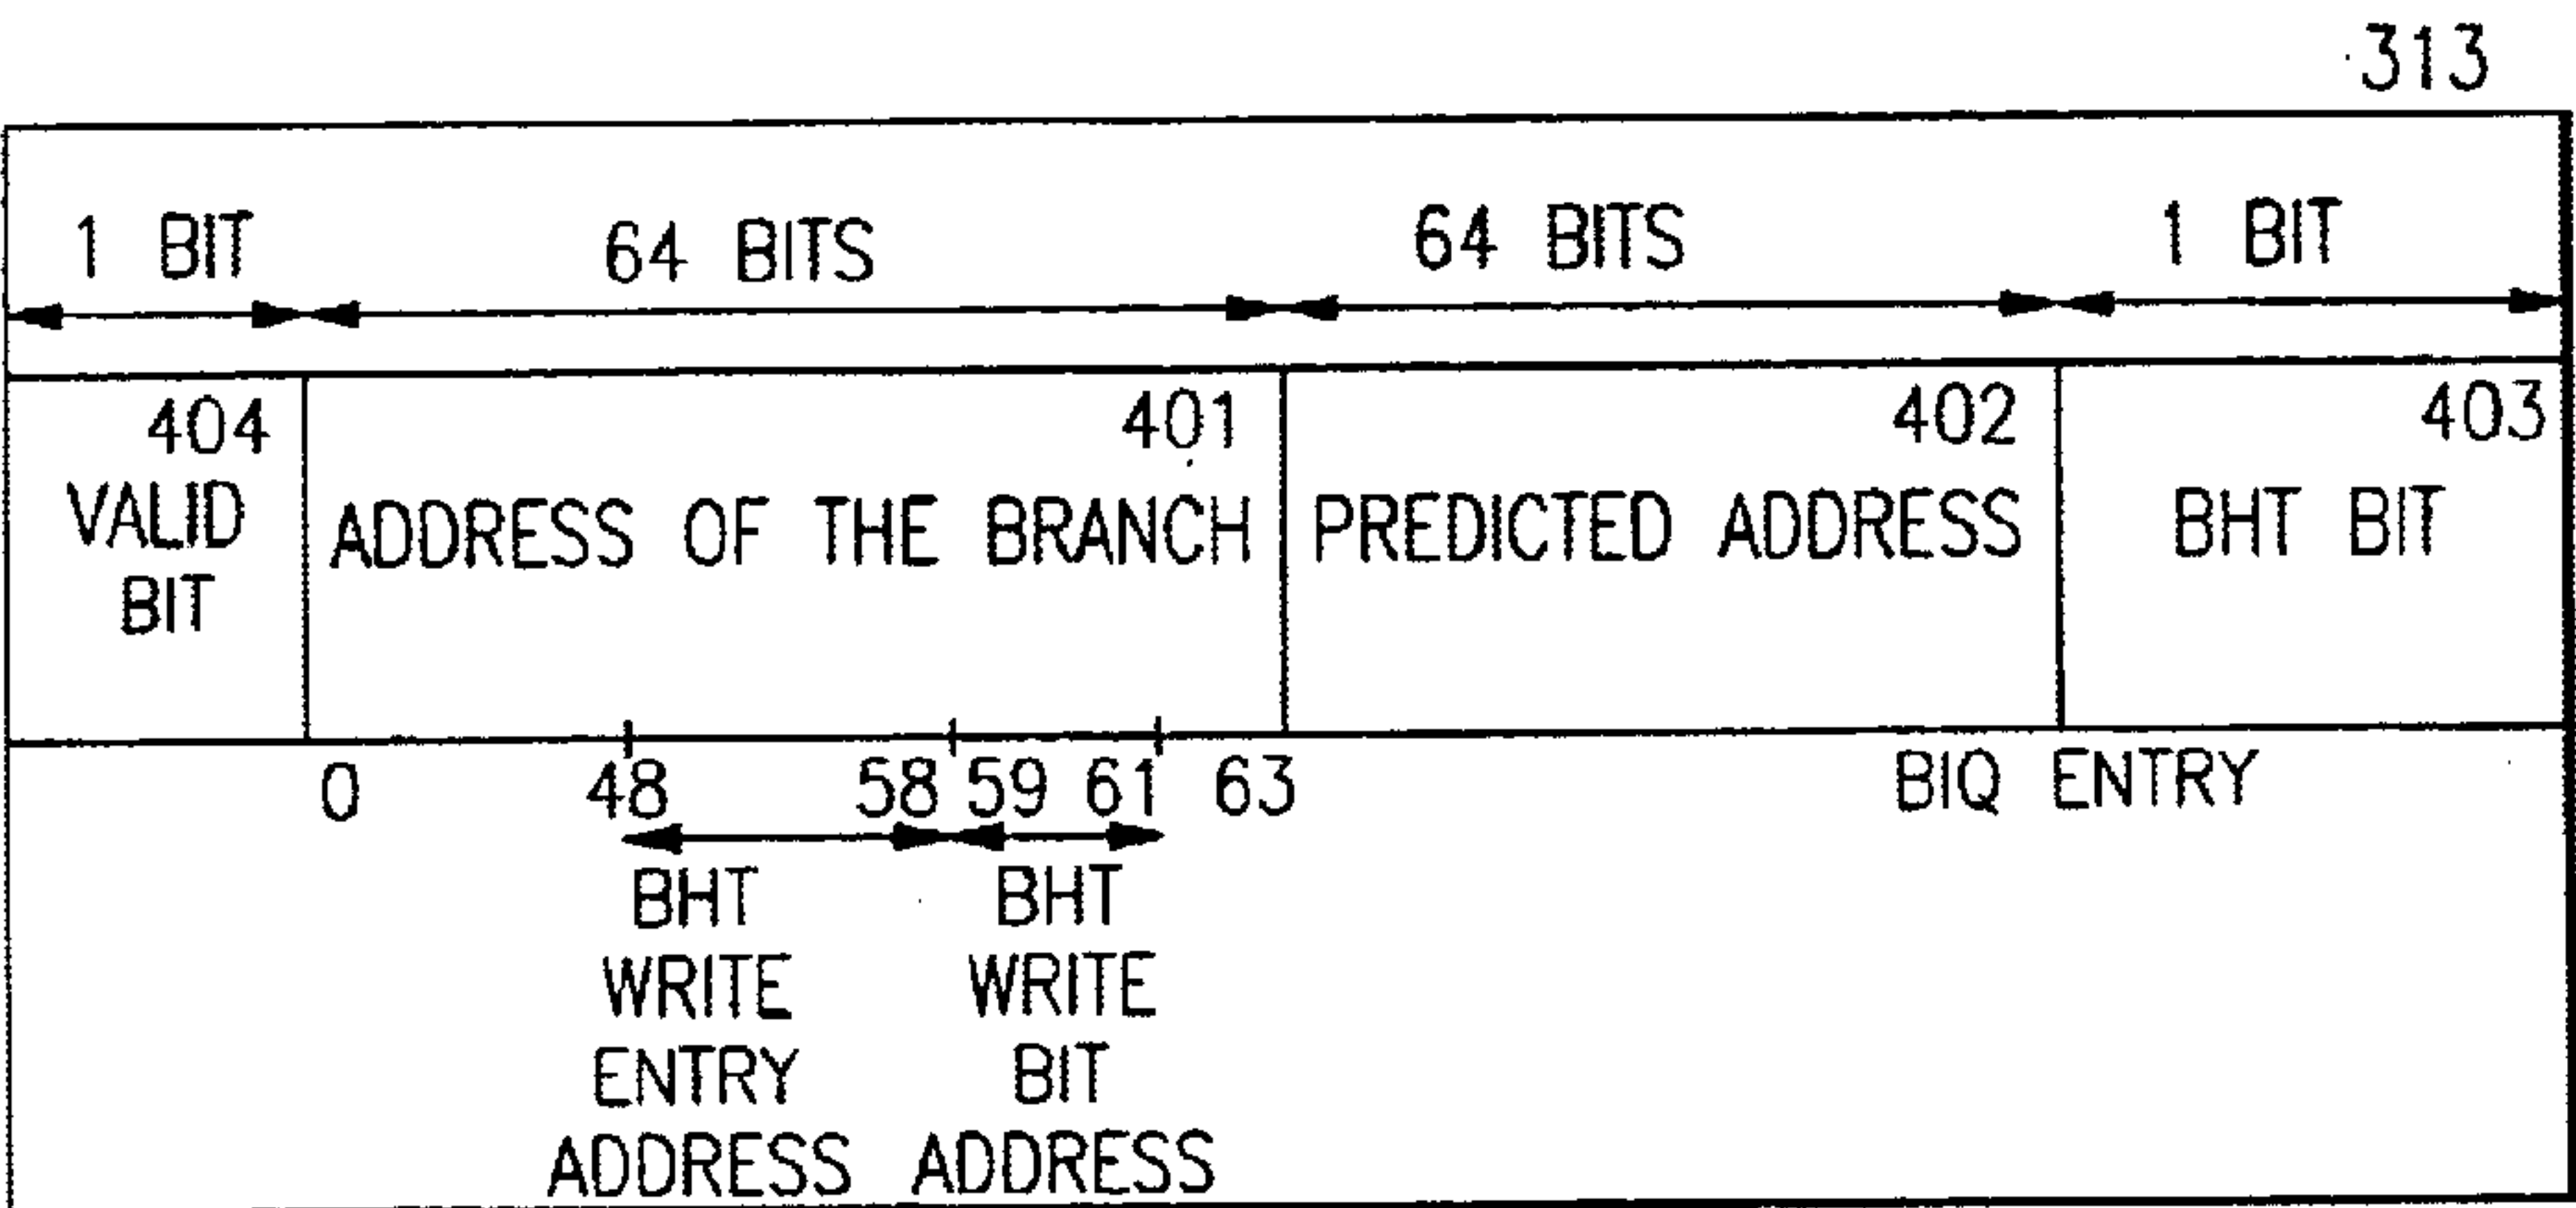 313
1 BIT 64 BITS 64 BITS 1 BIT
404 401 402 403
VALID BIT
ADDRESS OF THE BRANCH
PREDICTED ADDRESS
BHT BIT
0 48 58 59 61 63
BIQ ENTRY
BHT
WRITE
ENTRY
ADDRESS
BHT
WRITE
BIT
ADDRESS